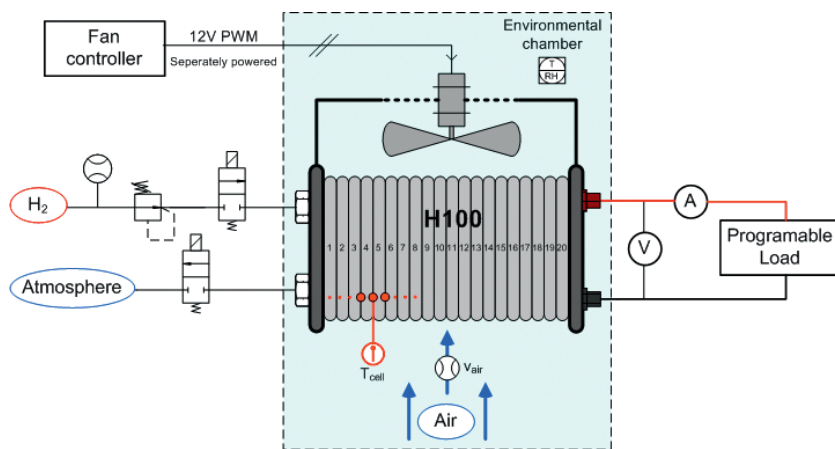 Fan
controller
12V PWM
Seperately powered
Environmental
chamber
T
RH
H2
H100
1 2 3 4 5 6 7 8 9 10 11 12 13 14 15 16 17 18 19 20
A
V
Programable
Load
Atmosphere
Tcell
vair
Air